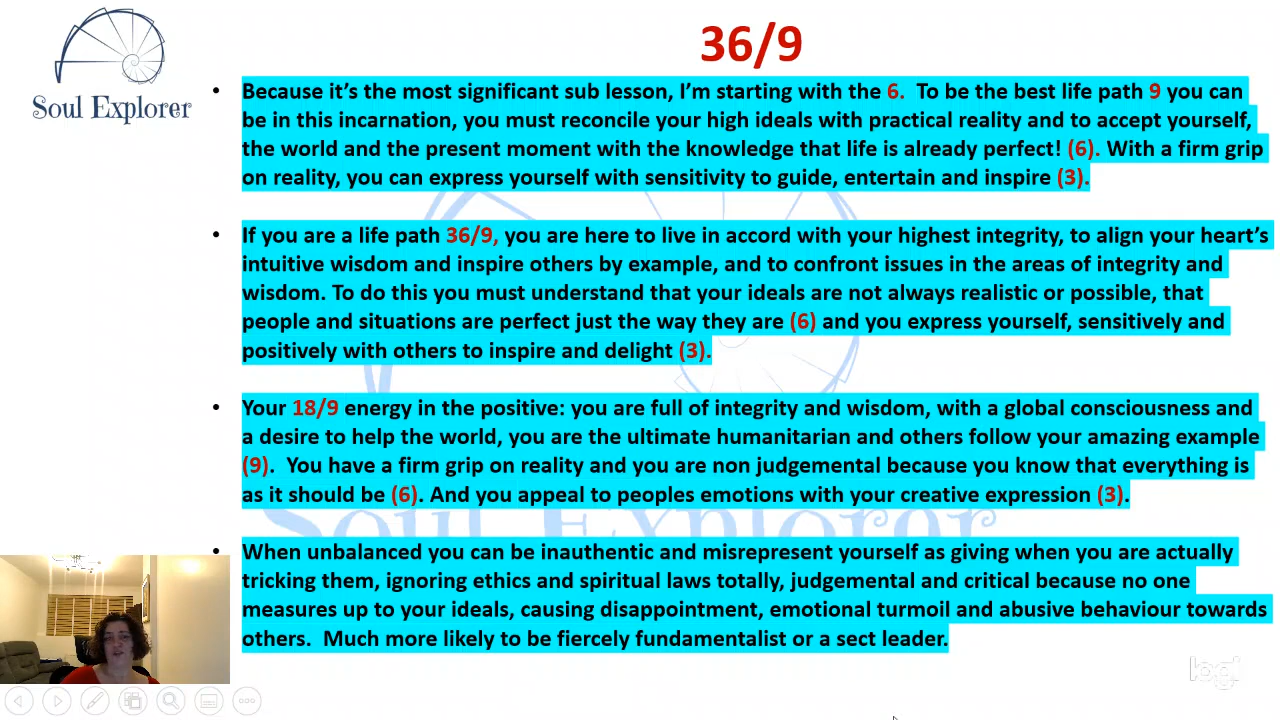 36/9
Soul Explorer
• Because it's the most significant sub lesson, I'm starting with the 6.  To be the best life path 9 you can
be in this incarnation, you must reconcile your high ideals with practical reality and to accept yourself,
the world and the present moment with the knowledge that life is already perfect! (6). With a firm grip
on reality, you can express yourself with sensitivity to guide, entertain and inspire (3).
• If you are a life path 36/9, you are here to live in accord with your highest integrity, to align your heart's
intuitive wisdom and inspire others by example, and to confront issues in the areas of integrity and
wisdom. To do this you must understand that your ideals are not always realistic or possible, that
people and situations are perfect just the way they are (6) and you express yourself, sensitively and
positively with others to inspire and delight (3).
• Your 18/9 energy in the positive: you are full of integrity and wisdom, with a global consciousness and
a desire to help the world, you are the ultimate humanitarian and others follow your amazing example
(9).  You have a firm grip on reality and you are non judgemental because you know that everything is
as it should be (6). And you appeal to peoples emotions with your creative expression (3).
Soul Explorer
• When unbalanced you can be inauthentic and misrepresent yourself as giving when you are actually
tricking them, ignoring ethics and spiritual laws totally, judgemental and critical because no one
measures up to your ideals, causing disappointment, emotional turmoil and abusive behaviour towards
others.  Much more likely to be fiercely fundamentalist or a sect leader.
logi